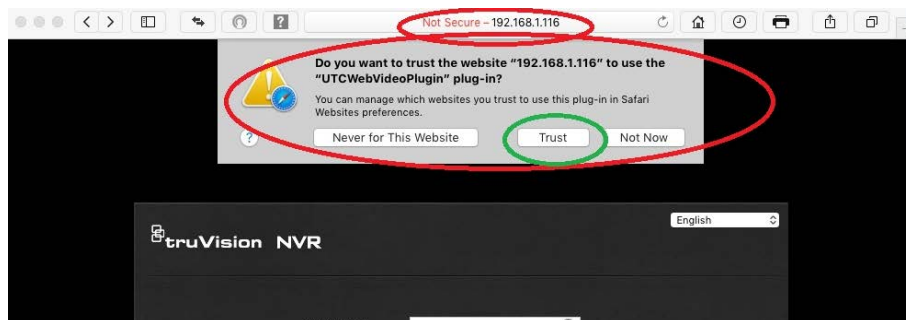 Not Secure – 192.168.1.116
Do you want to trust the website “192.168.1.116” to use the
“UTCWebVideoPlugin” plug-in?
You can manage which websites you trust to use this plug-in in Safari
Websites preferences.
? Never for This Website Trust Not Now
English
truVision NVR